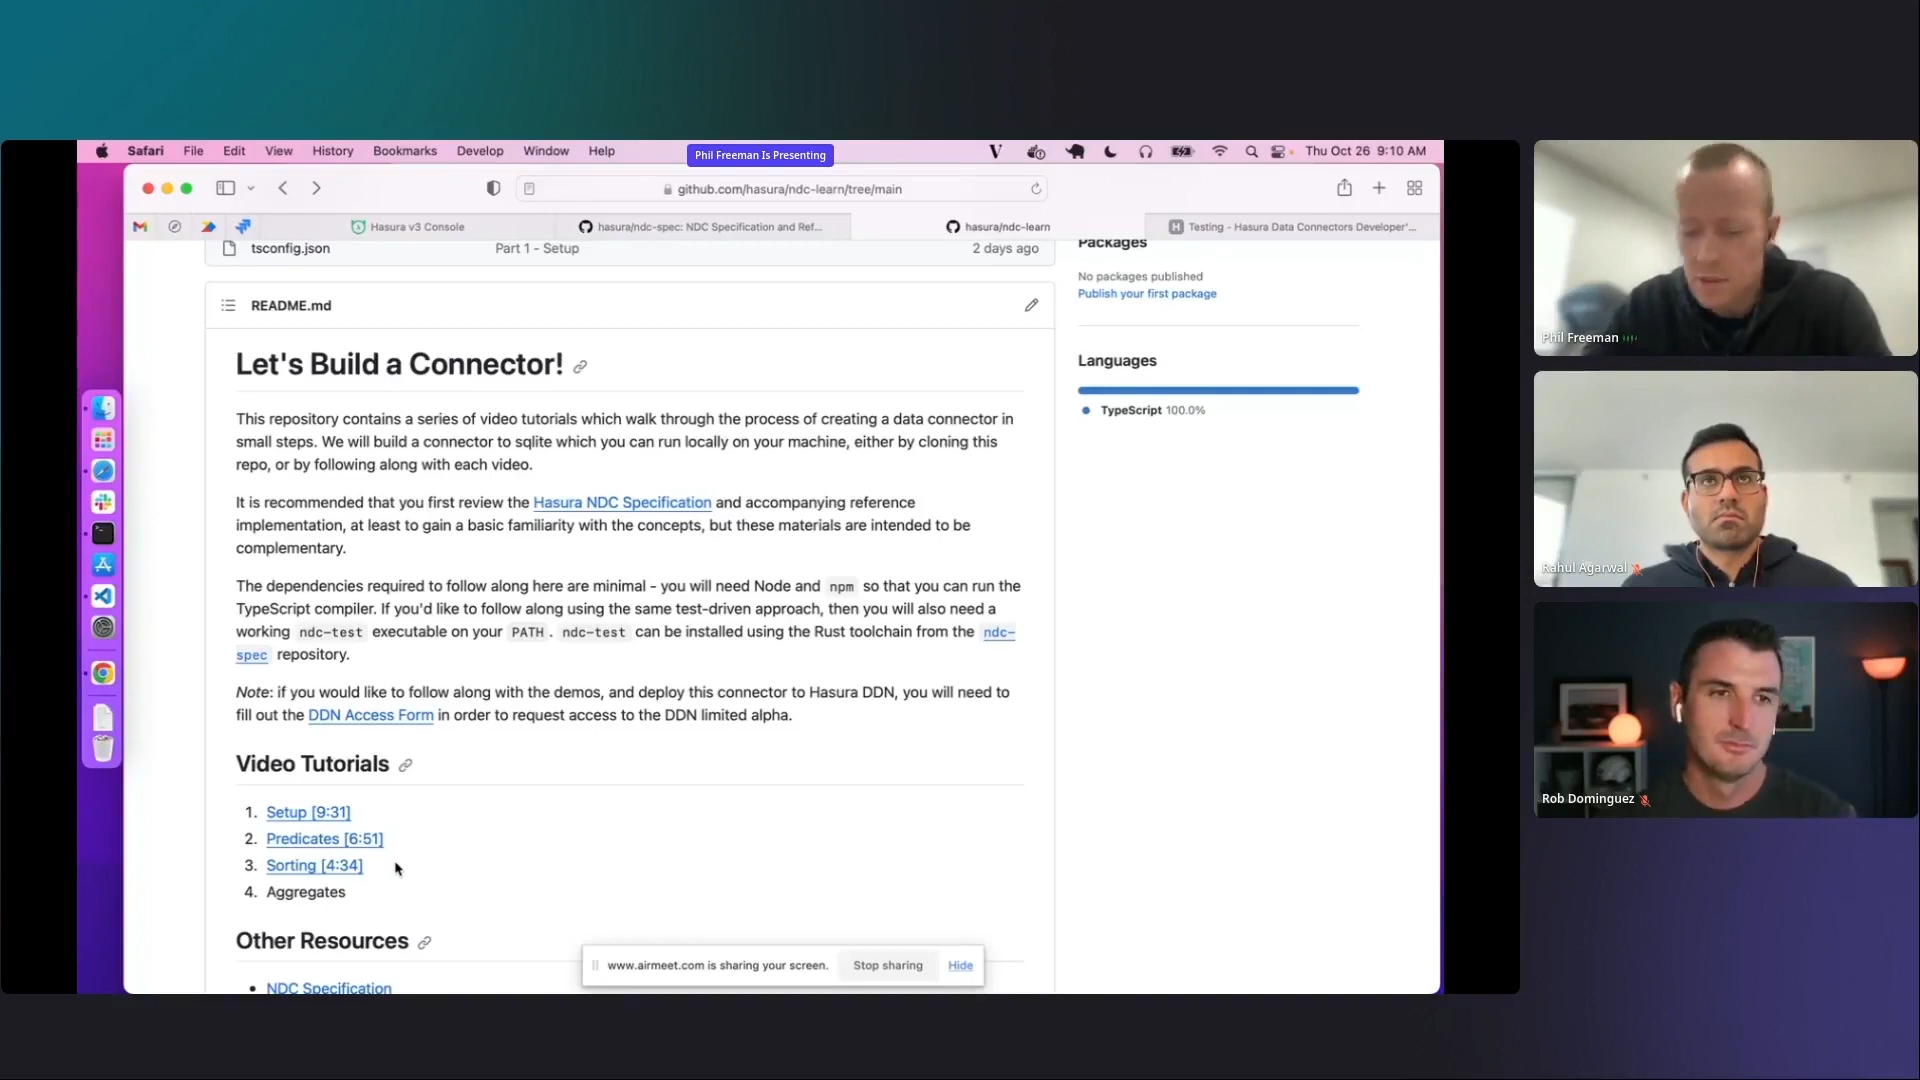 Safari File Edit View History Bookmarks Develop Window Help
Phil Freeman Is Presenting
Thu Oct 26 9:10 AM
github.com/hasura/ndc-learn/tree/main
Hasura v3 Console
hasura/ndc-spec: NDC Specification and Ref...
hasura/ndc-learn
Testing - Hasura Data Connectors Developer'...
tsconfig.json Part 1 - Setup 2 days ago
README.md
Let's Build a Connector!
This repository contains a series of video tutorials which walk through the process of creating a data connector in
small steps. We will build a connector to sqlite which you can run locally on your machine, either by cloning this
repo, or by following along with each video.
It is recommended that you first review the Hasura NDC Specification and accompanying reference
implementation, at least to gain a basic familiarity with the concepts, but these materials are intended to be
complementary.
The dependencies required to follow along here are minimal - you will need Node and npm so that you can run the
TypeScript compiler. If you'd like to follow along using the same test-driven approach, then you will also need a
working ndc-test executable on your PATH. ndc-test can be installed using the Rust toolchain from the ndc-
spec repository.
Note: if you would like to follow along with the demos, and deploy this connector to Hasura DDN, you will need to
fill out the DDN Access Form in order to request access to the DDN limited alpha.
Video Tutorials
1. Setup [9:31]
2. Predicates [6:51]
3. Sorting [4:34]
4. Aggregates
Other Resources
• NDC Specification
Packages
No packages published
Publish your first package
Languages
TypeScript 100.0%
www.airmeet.com is sharing your screen. Stop sharing Hide
Phil Freeman
Rahul Agarwal
Rob Dominguez